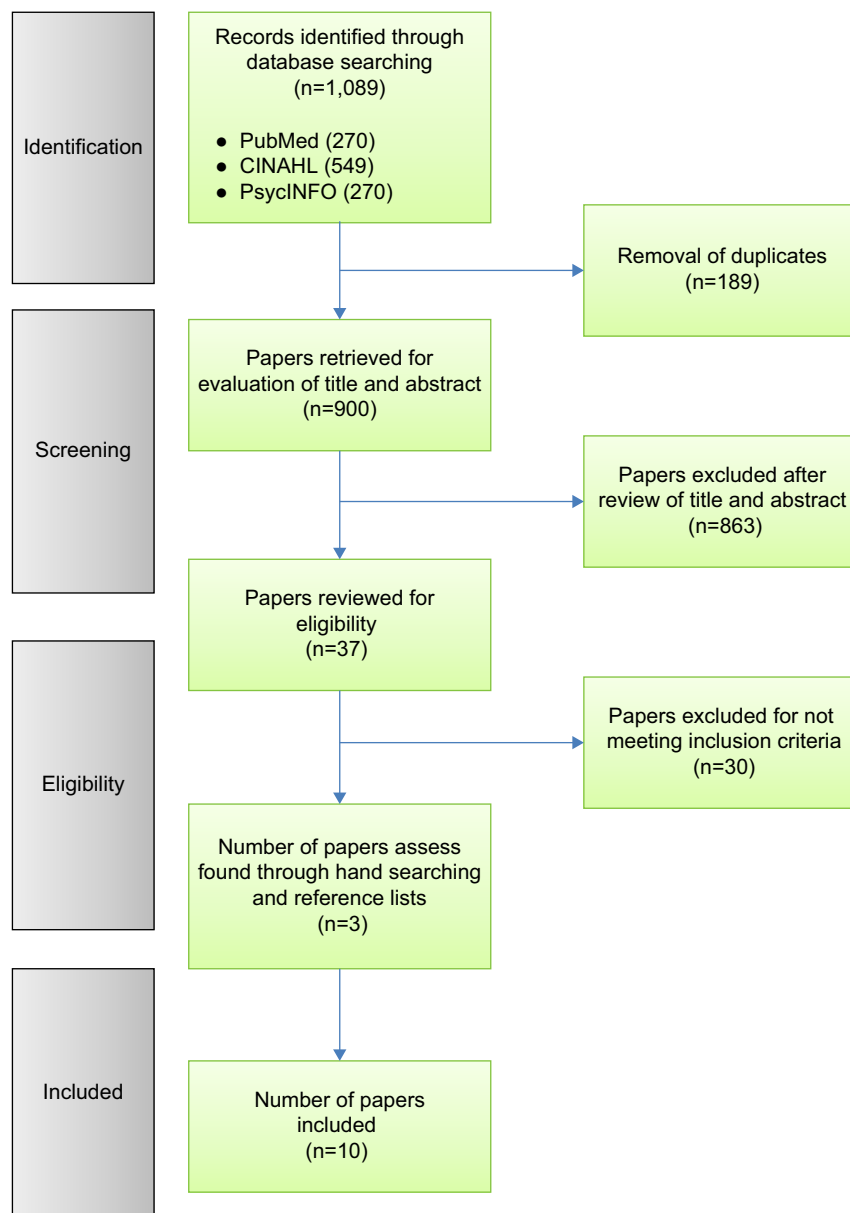 Identification
Records identified through
database searching
(n=1,089)
● PubMed (270)
● CINAHL (549)
● PsycINFO (270)
Removal of duplicates
(n=189)
Screening
Papers retrieved for
evaluation of title and abstract
(n=900)
Papers excluded after
review of title and abstract
(n=863)
Papers reviewed for
eligibility
(n=37)
Eligibility
Papers excluded for not
meeting inclusion criteria
(n=30)
Number of papers assess
found through hand searching
and reference lists
(n=3)
Included
Number of papers
included
(n=10)